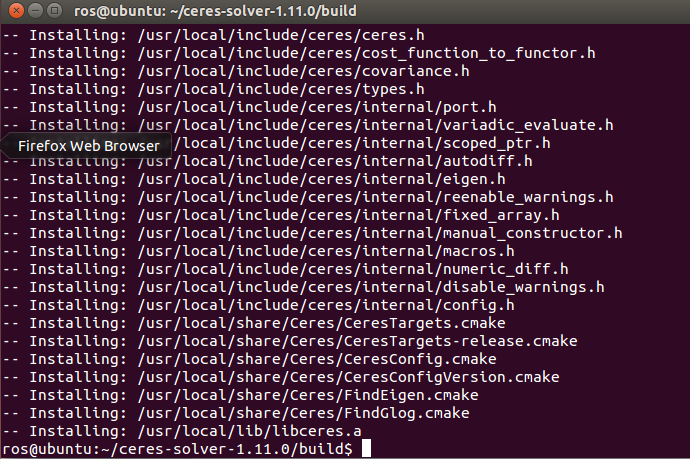 ros@ubuntu: ~/ceres-solver-1.11.0/build
-- Installing: /usr/local/include/ceres/ceres.h
-- Installing: /usr/local/include/ceres/cost_function_to_functor.h
-- Installing: /usr/local/include/ceres/covariance.h
-- Installing: /usr/local/include/ceres/types.h
-- Installing: /usr/local/include/ceres/internal/port.h
-- Installing: /usr/local/include/ceres/internal/variadic_evaluate.h
/usr/local/include/ceres/internal/scoped_ptr.h
Firefox Web Browser
-- Installing: /usr/local/include/ceres/internal/autodiff.h
-- Installing: /usr/local/include/ceres/internal/eigen.h
-- Installing: /usr/local/include/ceres/internal/reenable_warnings.h
-- Installing: /usr/local/include/ceres/internal/fixed_array.h
-- Installing: /usr/local/include/ceres/internal/manual_constructor.h
-- Installing: /usr/local/include/ceres/internal/macros.h
-- Installing: /usr/local/include/ceres/internal/numeric_diff.h
-- Installing: /usr/local/include/ceres/internal/disable_warnings.h
-- Installing: /usr/local/include/ceres/internal/config.h
-- Installing: /usr/local/share/Ceres/CeresTargets.cmake
-- Installing: /usr/local/share/Ceres/CeresTargets-release.cmake
-- Installing: /usr/local/share/Ceres/CeresConfig.cmake
-- Installing: /usr/local/share/Ceres/CeresConfigVersion.cmake
-- Installing: /usr/local/share/Ceres/FindEigen.cmake
-- Installing: /usr/local/share/Ceres/FindGlog.cmake
-- Installing: /usr/local/lib/libceres.a
ros@ubuntu:~/ceres-solver-1.11.0/build$